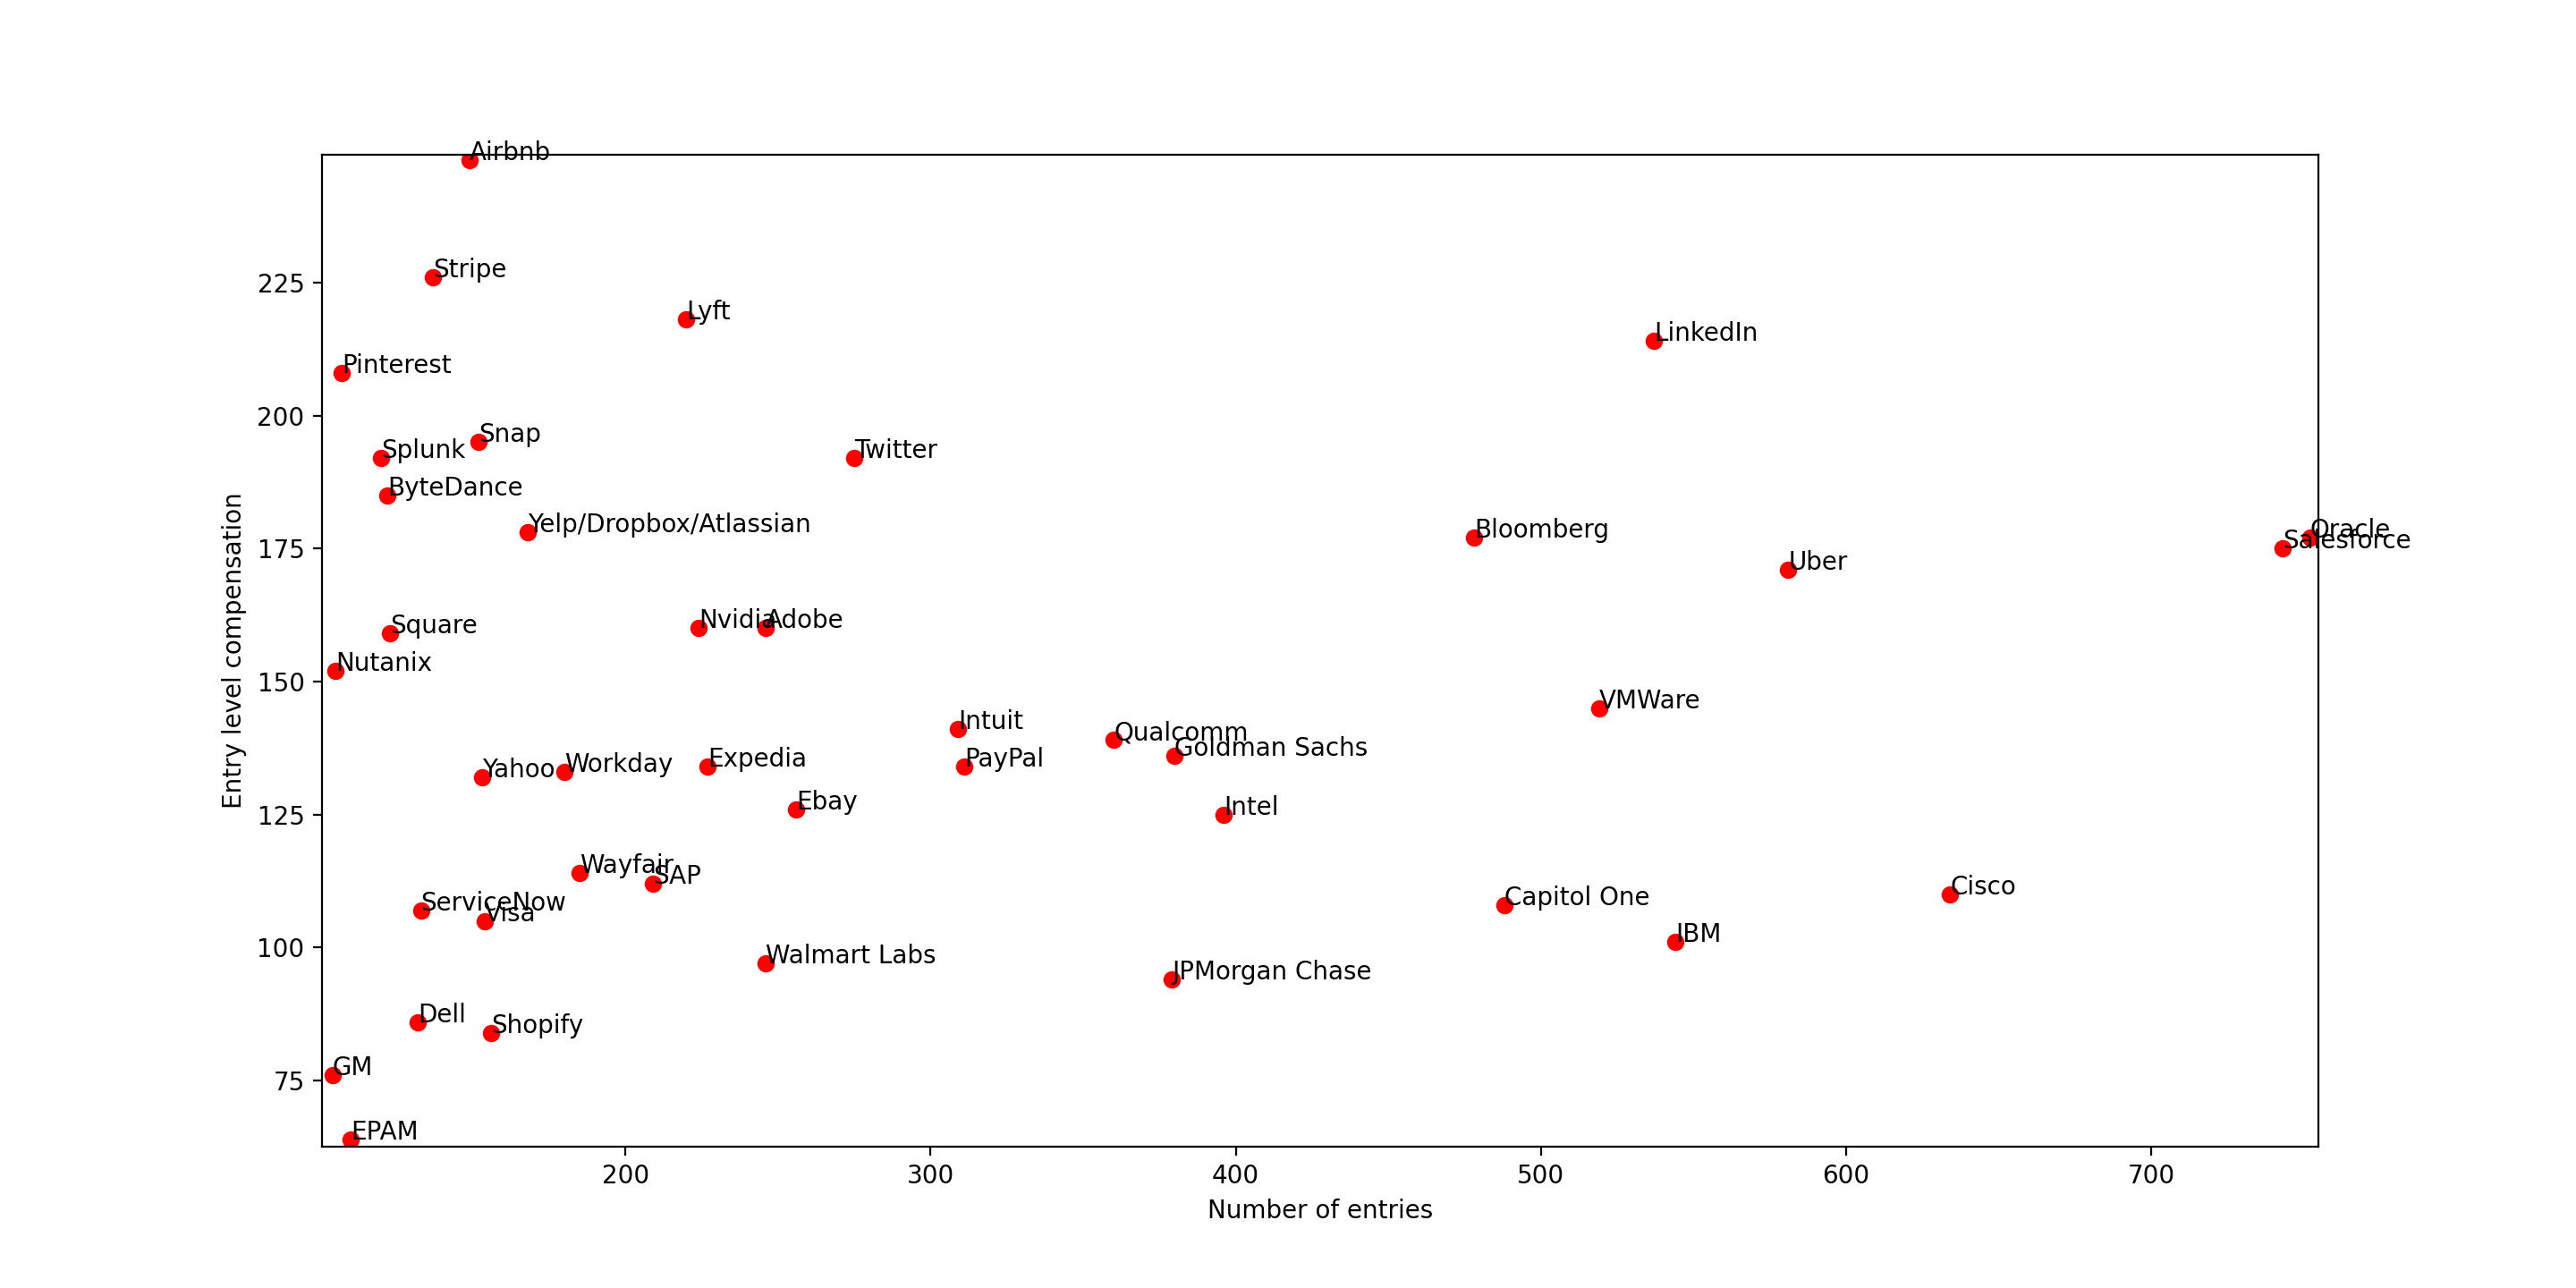 Airbnb
Stripe
225
Lyft
LinkedIn
Pinterest
200
Snap
Splunk
Twitter
ByteDance
Yelp/Dropbox/Atlassian
Bloomberg
Oracle
Salesforce
175
Uber
Nvidia
Adobe
Square
Nutanix
150
VMWare
Intuit
Qualcomm
Goldman Sachs
Yahoo
Workday
Expedia
PayPal
Ebay
Intel
125
Entry level compensation
Wayfair
SAP
Cisco
ServiceNow
Visa
Capitol One
IBM
100
Walmart Labs
JPMorgan Chase
Dell
Shopify
GM
75
EPAM
200
300
400
500
600
700
Number of entries